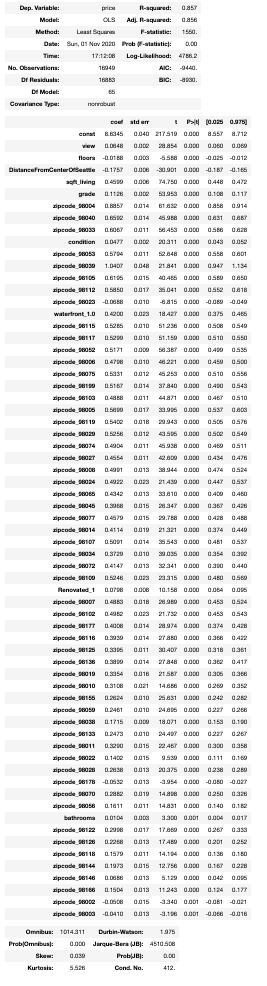 Dep. Variable: price R-squared: 0.857
Model: OLS Adj. R-squared: 0.856
Method: Least Squares F-statistic: 1550.
Date: Sun, 01 Nov 2020 Prob (F-statistic): 0.00
Time: 17:12:08 Log-Likelihood: 4786.2
No. Observations: 16949 AIC: -9440.
Df Residuals: 16883 BIC: -8930.
Df Model: 65
Covariance Type: nonrobust
coef std err t P>|t| [0.025 0.975]
const 8.6345 0.040 217.519 0.000 8.557 8.712
view 0.0648 0.002 28.854 0.000 0.060 0.069
floors -0.0188 0.003 -5.588 0.000 -0.025 -0.012
DistanceFromCenterOfSeattle -0.1757 0.006 -30.901 0.000 -0.187 -0.165
sqft_living 0.4599 0.006 74.750 0.000 0.448 0.472
grade 0.1126 0.002 53.953 0.000 0.108 0.117
zipcode_98004 0.8857 0.014 61.632 0.000 0.858 0.914
zipcode_98040 0.6592 0.014 45.988 0.000 0.631 0.687
zipcode_98033 0.6067 0.011 56.453 0.000 0.586 0.628
condition 0.0477 0.002 20.311 0.000 0.043 0.052
zipcode_98053 0.5794 0.011 52.648 0.000 0.558 0.601
zipcode_98039 1.0407 0.048 21.841 0.000 0.947 1.134
zipcode_98105 0.6195 0.015 40.465 0.000 0.589 0.650
zipcode_98112 0.5850 0.017 35.041 0.000 0.552 0.618
zipcode_98023 -0.0688 0.010 -6.815 0.000 -0.089 -0.049
waterfront_1.0 0.4200 0.023 18.427 0.000 0.375 0.465
zipcode_98115 0.5285 0.010 51.236 0.000 0.508 0.549
zipcode_98117 0.5299 0.010 51.159 0.000 0.510 0.550
zipcode_98052 0.5171 0.009 56.387 0.000 0.499 0.535
zipcode_98006 0.4798 0.010 46.221 0.000 0.459 0.500
zipcode_98075 0.5331 0.012 45.253 0.000 0.510 0.556
zipcode_98199 0.5167 0.014 37.840 0.000 0.490 0.543
zipcode_98103 0.4888 0.011 44.871 0.000 0.467 0.510
zipcode_98005 0.5699 0.017 33.995 0.000 0.537 0.603
zipcode_98119 0.5402 0.018 29.943 0.000 0.505 0.576
zipcode_98029 0.5256 0.012 43.595 0.000 0.502 0.549
zipcode_98074 0.4904 0.011 45.938 0.000 0.469 0.511
zipcode_98027 0.4554 0.011 42.609 0.000 0.434 0.476
zipcode_98008 0.4991 0.013 38.944 0.000 0.474 0.524
zipcode_98024 0.4922 0.023 21.439 0.000 0.447 0.537
zipcode_98065 0.4342 0.013 33.610 0.000 0.409 0.460
zipcode_98045 0.3968 0.015 26.347 0.000 0.367 0.426
zipcode_98077 0.4579 0.015 29.788 0.000 0.428 0.488
zipcode_98014 0.4114 0.019 21.321 0.000 0.374 0.449
zipcode_98107 0.5091 0.014 35.543 0.000 0.481 0.537
zipcode_98034 0.3729 0.010 39.035 0.000 0.354 0.392
zipcode_98072 0.4147 0.013 32.341 0.000 0.390 0.440
zipcode_98109 0.5246 0.023 23.315 0.000 0.480 0.569
Renovated_1 0.0798 0.008 10.158 0.000 0.064 0.095
zipcode_98007 0.4883 0.018 26.989 0.000 0.453 0.524
zipcode_98102 0.4982 0.023 21.732 0.000 0.453 0.543
zipcode_98177 0.4008 0.014 28.974 0.000 0.374 0.428
zipcode_98116 0.3939 0.014 27.880 0.000 0.366 0.422
zipcode_98125 0.3395 0.011 30.407 0.000 0.318 0.361
zipcode_98136 0.3899 0.014 27.848 0.000 0.362 0.417
zipcode_98019 0.3354 0.016 21.587 0.000 0.305 0.366
zipcode_98010 0.3108 0.021 14.686 0.000 0.269 0.352
zipcode_98155 0.2624 0.010 25.631 0.000 0.242 0.282
zipcode_98059 0.2461 0.010 24.695 0.000 0.227 0.266
zipcode_98038 0.1715 0.009 18.071 0.000 0.153 0.190
zipcode_98133 0.2473 0.010 24.497 0.000 0.227 0.267
zipcode_98011 0.3290 0.015 22.467 0.000 0.300 0.358
zipcode_98022 0.1402 0.015 9.539 0.000 0.111 0.169
zipcode_98028 0.2638 0.013 20.375 0.000 0.238 0.289
zipcode_98178 -0.0532 0.013 -3.954 0.000 -0.080 -0.027
zipcode_98070 0.2882 0.019 14.898 0.000 0.250 0.326
zipcode_98056 0.1611 0.011 14.831 0.000 0.140 0.182
bathrooms 0.0104 0.003 3.300 0.001 0.004 0.017
zipcode_98122 0.2998 0.017 17.669 0.000 0.267 0.333
zipcode_98126 0.2268 0.013 17.489 0.000 0.201 0.252
zipcode_98118 0.1579 0.011 14.194 0.000 0.136 0.180
zipcode_98144 0.1973 0.015 12.756 0.000 0.167 0.228
zipcode_98146 0.0686 0.013 5.129 0.000 0.042 0.095
zipcode_98166 0.1504 0.013 11.243 0.000 0.124 0.177
zipcode_98002 -0.0508 0.015 -3.340 0.001 -0.081 -0.021
zipcode_98003 -0.0410 0.013 -3.196 0.001 -0.066 -0.016
Omnibus: 1014.311 Durbin-Watson: 1.975
Prob(Omnibus): 0.000 Jarque-Bera (JB): 4510.508
Skew: 0.039 Prob(JB): 0.00
Kurtosis: 5.526 Cond. No. 412.